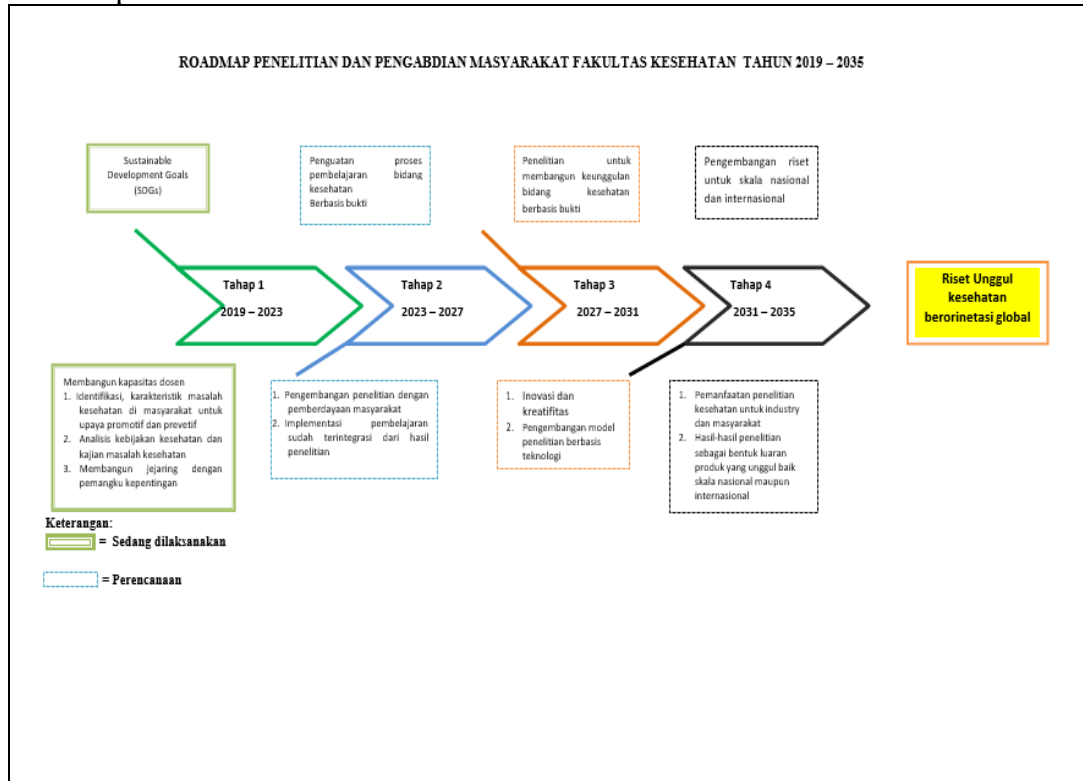 ROADMAP PENELITIAN DAN PENGABDIAN MASYARAKAT FAKULTAS KESEHATAN TAHUN 2019 – 2035
Sustainable
Development Goals
(SDGs)
Penguatan proses
pembelajaran bidang
kesehatan
Berbasis bukti
Penelitian untuk
membangun keunggulan
bidang kesehatan
berbasis bukti
Pengembangan riset
untuk skala nasional
dan internasional
Tahap 1
2019 – 2023
Tahap 2
2023 – 2027
Tahap 3
2027 – 2031
Tahap 4
2031 – 2035
Riset Unggul
kesehatan
berorinetasi global
Membangun kapasitas dosen
1. Identifikasi, karakteristik masalah
kesehatan di masyarakat untuk
upaya promotif dan prevetif
2. Analisis kebijakan kesehatan dan
kajian masalah kesehatan
3. Membangun jejaring dengan
pemangku kepentingan
1. Pengembangan penelitian dengan
pemberdayaan masyarakat
2. Implementasi pembelajaran
sudah terintegrasi dari hasil
penelitian
1. Inovasi dan
kreatifitas
2. Pengembangan model
penelitian berbasis
teknologi
1. Pemanfaatan penelitian
kesehatan untuk industry
dan masyarakat
2. Hasil-hasil penelitian
sebagai bentuk luaran
produk yang unggul baik
skala nasional maupun
internasional
Keterangan:
= Sedang dilaksanakan
= Perencanaan